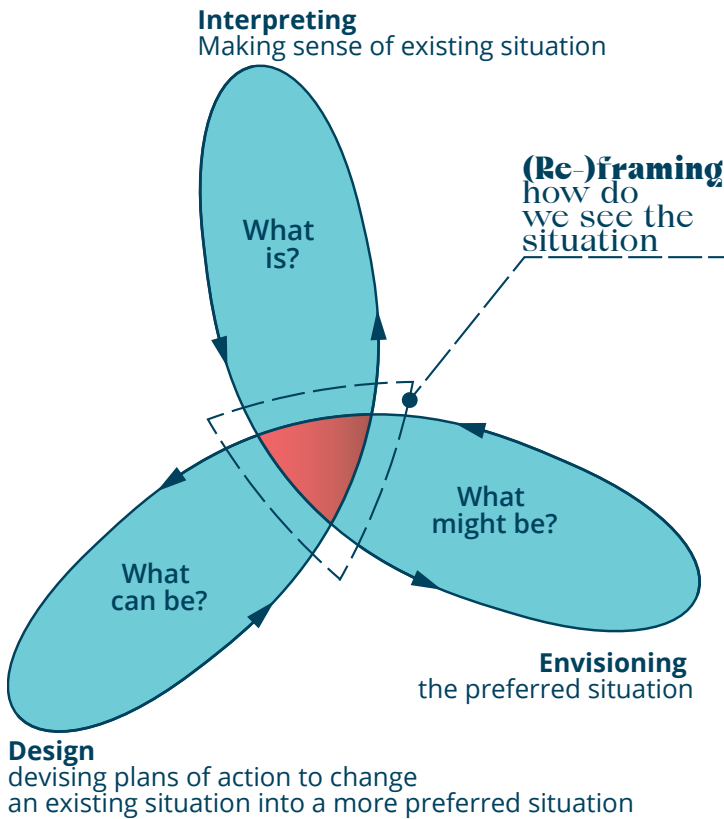 Interpreting
Making sense of existing situation
(Re-)framing
how do
we see the
situation
What
is?
What
might be?
What
can be?
Envisioning
the preferred situation
Design
devising plans of action to change
an existing situation into a more preferred situation